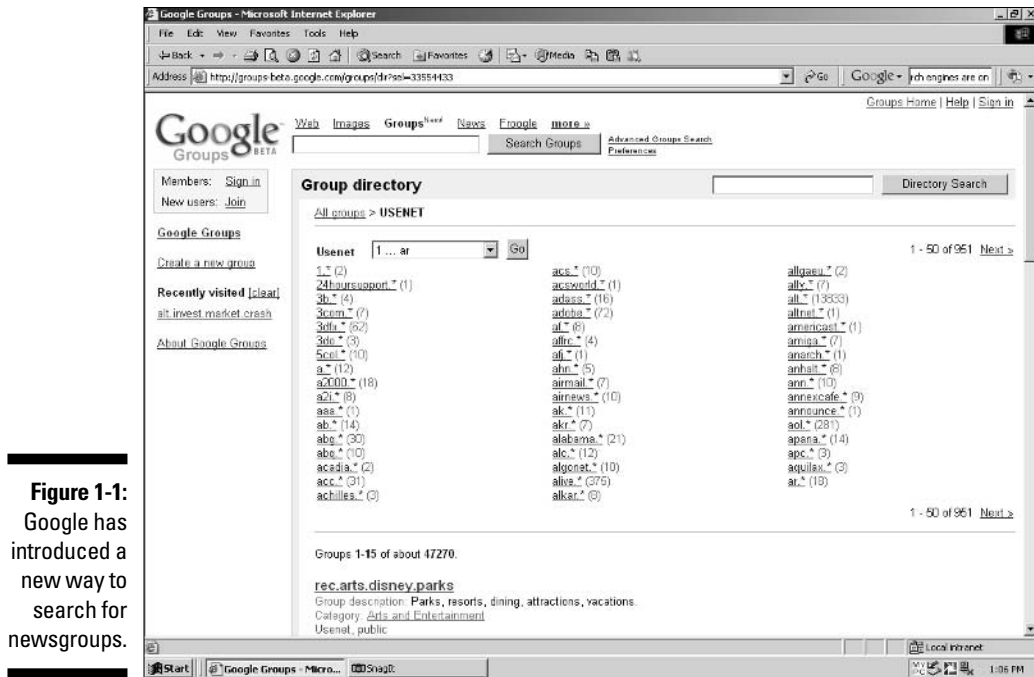 Google Groups - Microsoft Internet Explorer
File Edit View Favorites Tools Help
Back Search Favorites Media
Address http://groups-beta.google.com/groups/dir?sel=33554433 Go Google rch engines are on
Groups Home | Help | Sign in
Google Groups BETA
Web Images Groups New! News Froogle more »
Search Groups Advanced Groups Search
Preferences
Members: Sign in
New users: Join
Google Groups
Create a new group
Recently visited [clear]
alt.invest.market.crash
About Google Groups
Group directory Directory Search
All groups > USENET
Usenet 1 ... ar Go 1 - 50 of 951 Next »
1.* (2)
24hoursupport.* (1)
3b.* (4)
3com.* (7)
3dfx.* (62)
3do.* (3)
5col.* (10)
a.* (12)
a2000.* (18)
a2i.* (8)
aaa.* (1)
ab.* (14)
abg.* (30)
(10)
acadia.* (2)
acc.* (31)
achilles.* (3)
acs.* (10)
acsworld.* (1)
adass.* (16)
adobe.* (72)
af.* (8)
affrc.* (4)
afj.* (1)
ahn.* (5)
airmail.* (7)
airnews.* (10)
ak.* (11)
akr.* (7)
alabama.* (21)
alc.* (12)
algonet.* (10)
alive.* (375)
alkar.*
allgaeu.* (2)
ally.* (7)
alt.* (13833)
altnet.* (1)
americast.* (1)
amiga.* (7)
anarch.* (1)
anhalt.* (8)
ann.* (10)
annexcafe.* (9)
announce.* (1)
aol.* (281)
apana.* (14)
apc.* (3)
aquilax.* (3)
ar.* (18)
1 - 50 of 951 Next »
Groups 1-15 of about 47270.
rec.arts.disney.parks
Group description: Parks, resorts, dining, attractions, vacations.
Category: Arts and Entertainment
Usenet, public
Local intranet
Start Google Groups - Micro... SnagIt 1:06 PM
Figure 1-1:
Google has
introduced a
new way to
search for
newsgroups.